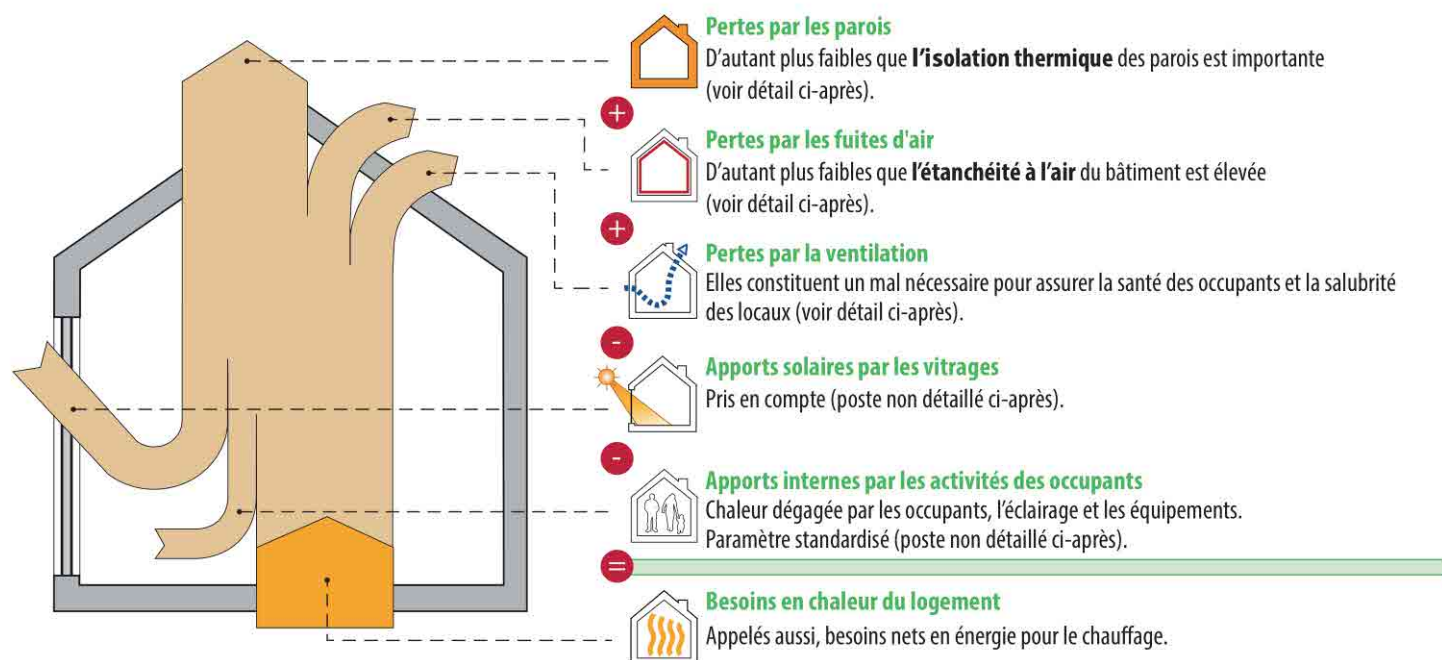 Pertes par les parois
D'autant plus faibles que l'isolation thermique des parois est importante
(voir détail ci-après).
+
Pertes par les fuites d'air
D'autant plus faibles que l'étanchéité à l'air du bâtiment est élevée
(voir détail ci-après).
+
Pertes par la ventilation
Elles constituent un mal nécessaire pour assurer la santé des occupants et la salubrité
des locaux (voir détail ci-après).
-
Apports solaires par les vitrages
Pris en compte (poste non détaillé ci-après).
-
Apports internes par les activités des occupants
Chaleur dégagée par les occupants, l'éclairage et les équipements.
Paramètre standardisé (poste non détaillé ci-après).
=
Besoins en chaleur du logement
Appelés aussi, besoins nets en énergie pour le chauffage.